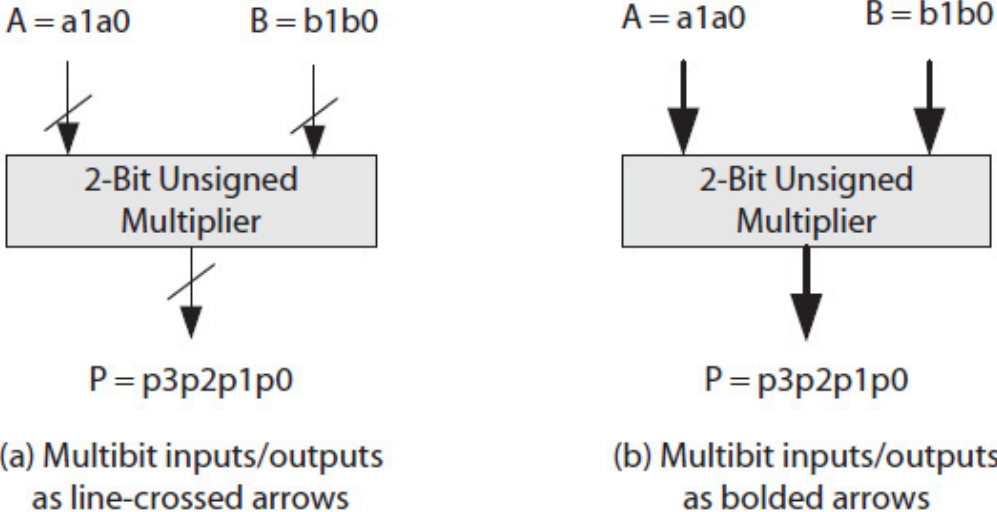 A = a1a0 B = b1b0
2-Bit Unsigned
Multiplier
P = p3p2p1p0
(a) Multibit inputs/outputs
as line-crossed arrows
A = a1a0 B = b1b0
2-Bit Unsigned
Multiplier
P = p3p2p1p0
(b) Multibit inputs/outputs
as bolded arrows